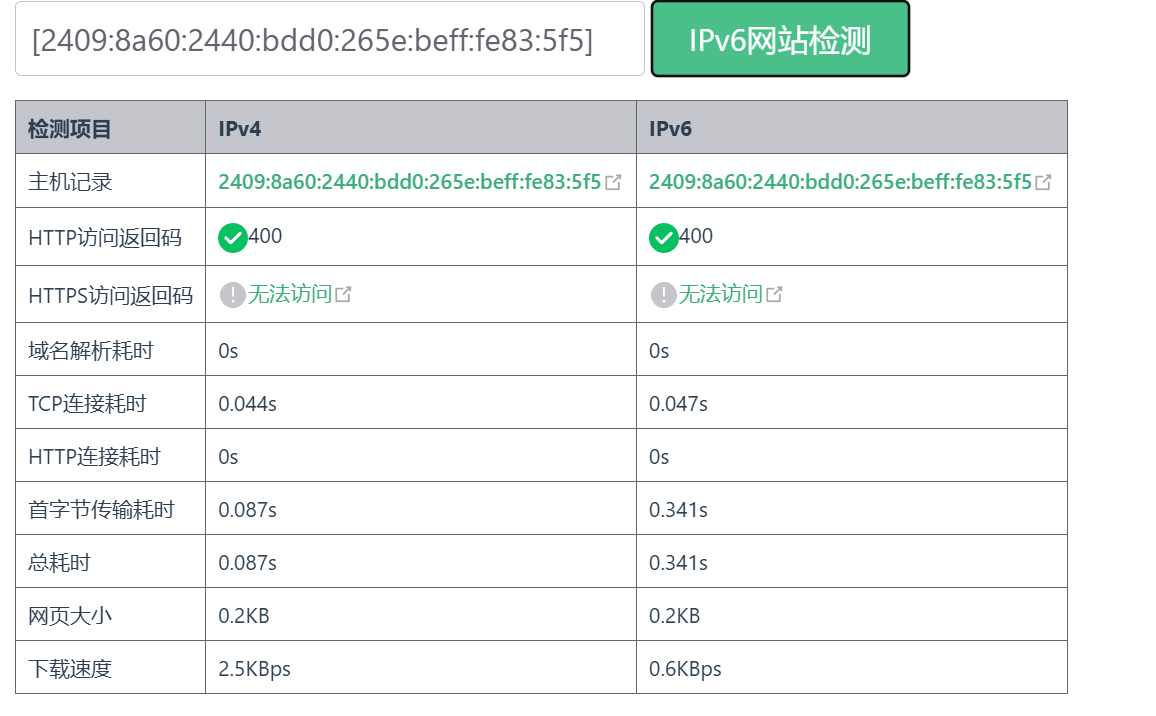 [2409:8a60:2440:bdd0:265e:beff:fe83:5f5] IPv6网站检测
检测项目 IPv4 IPv6
主机记录 2409:8a60:2440:bdd0:265e:beff:fe83:5f5 2409:8a60:2440:bdd0:265e:beff:fe83:5f5
HTTP访问返回码 400 400
HTTPS访问返回码 无法访问 无法访问
域名解析耗时 0s 0s
TCP连接耗时 0.044s 0.047s
HTTP连接耗时 0s 0s
首字节传输耗时 0.087s 0.341s
总耗时 0.087s 0.341s
网页大小 0.2KB 0.2KB
下载速度 2.5KBps 0.6KBps